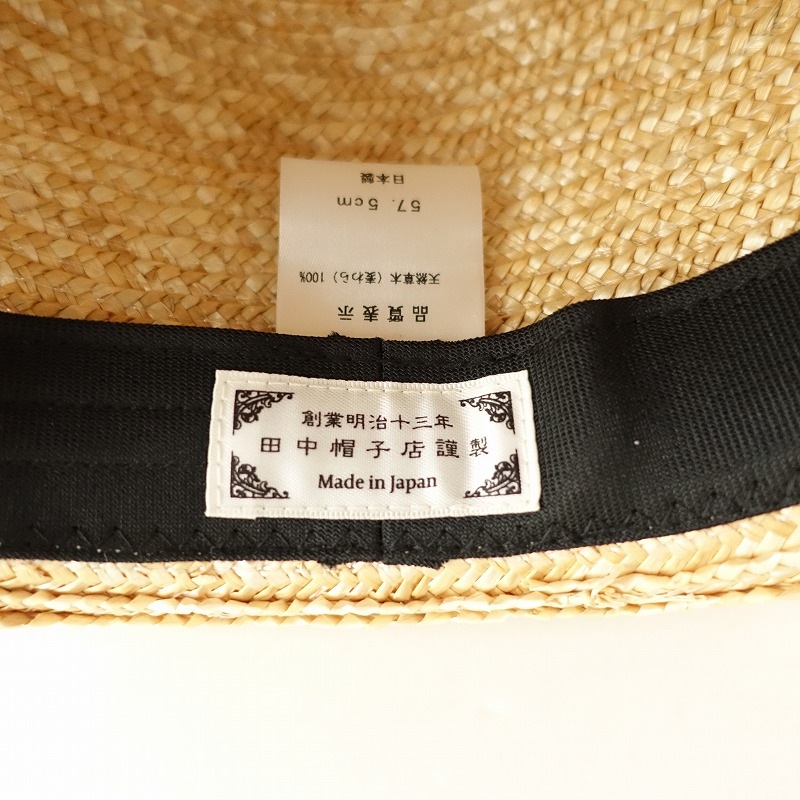 品質表示
天然草木（麦わら）100%
57.5cm
日本製
創業明治十三年
田中帽子店謹製
Made in Japan